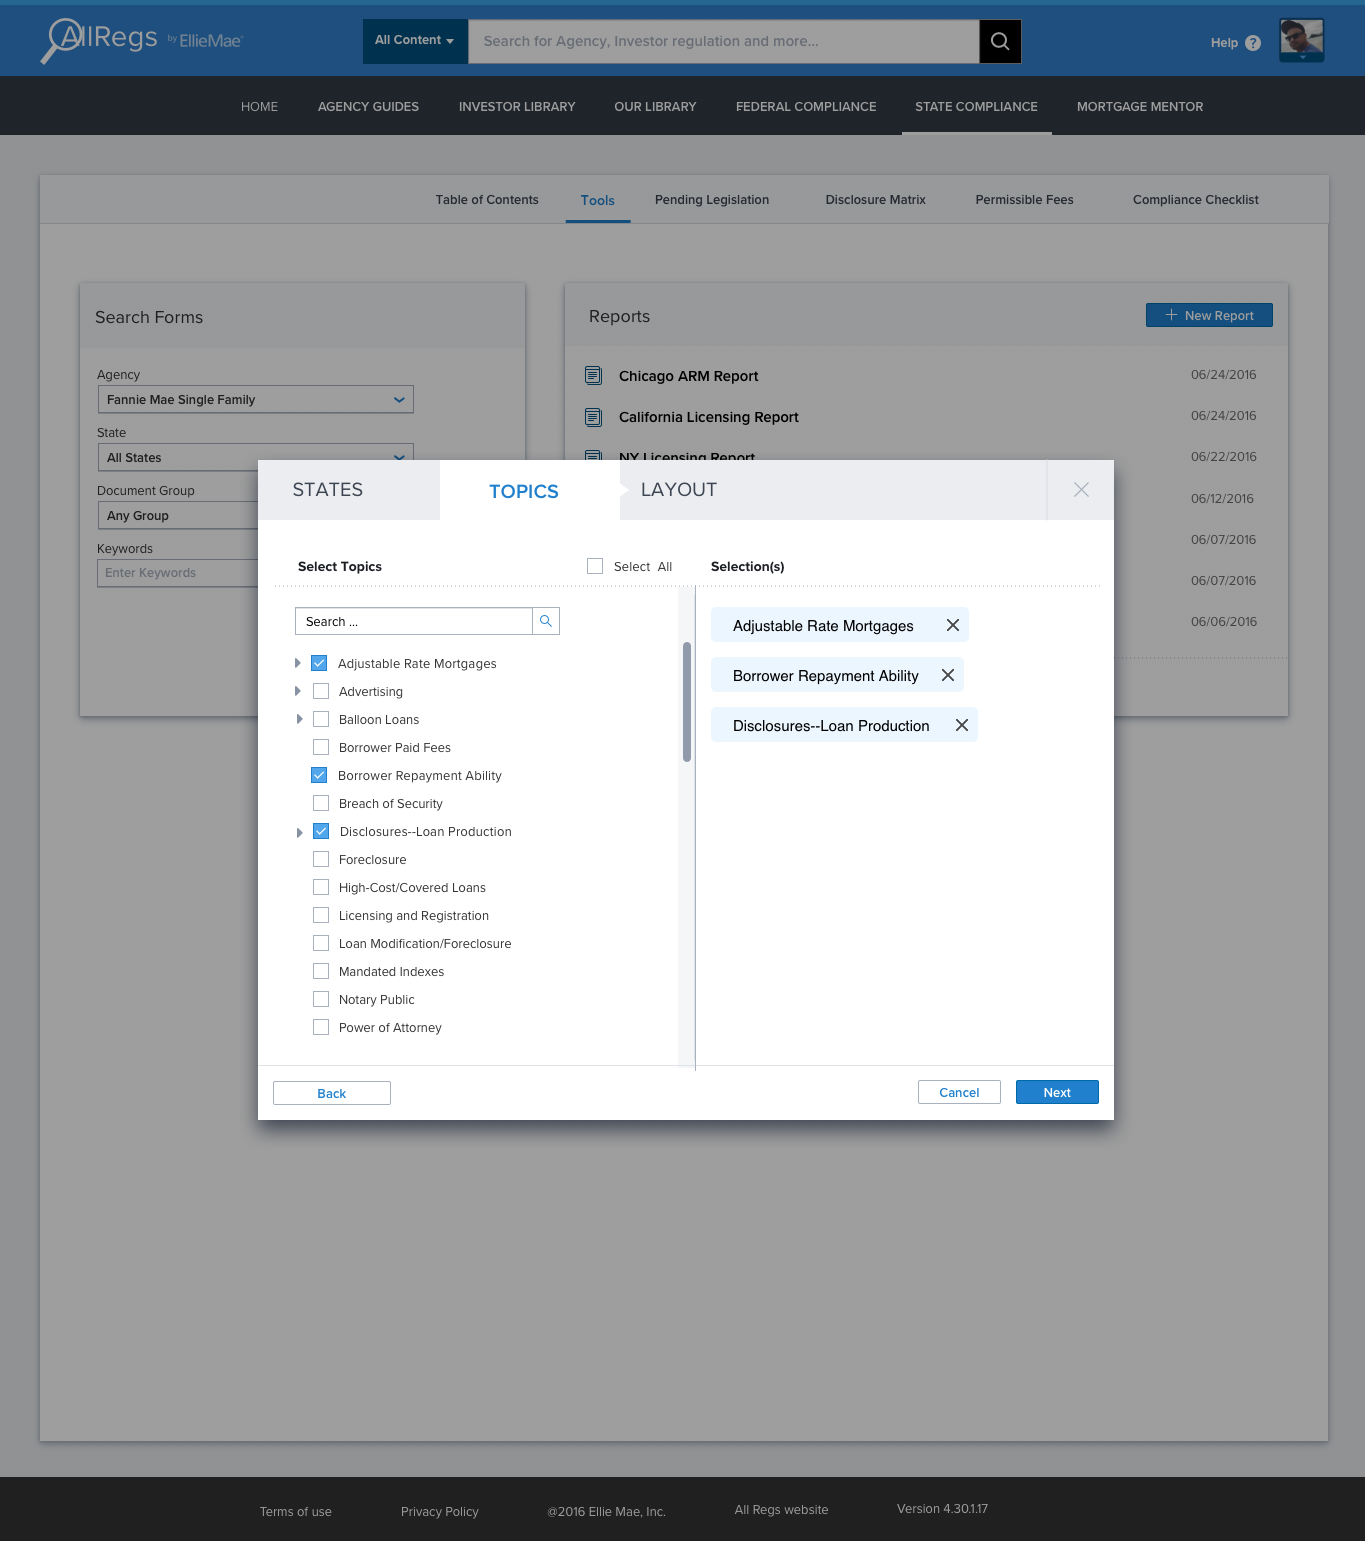 AllRegs by EllieMae
All Content
Search for Agency, Investor regulation and more...
Help ?
HOME AGENCY GUIDES INVESTOR LIBRARY OUR LIBRARY FEDERAL COMPLIANCE STATE COMPLIANCE MORTGAGE MENTOR
Table of Contents Tools Pending Legislation Disclosure Matrix Permissible Fees Compliance Checklist
Search Forms
Agency
Fannie Mae Single Family
State
All States
Document Group
Any Group
Keywords
Enter Keywords
Reports
New Report
Chicago ARM Report 06/24/2016
California Licensing Report 06/24/2016
NY Licensing Report 06/22/2016
06/12/2016
06/07/2016
06/07/2016
06/06/2016
STATES TOPICS LAYOUT
Select Topics
Select All
Selection(s)
Search ...
Adjustable Rate Mortgages
Advertising
Balloon Loans
Borrower Paid Fees
Borrower Repayment Ability
Breach of Security
Disclosures--Loan Production
Foreclosure
High-Cost/Covered Loans
Licensing and Registration
Loan Modification/Foreclosure
Mandated Indexes
Notary Public
Power of Attorney
Adjustable Rate Mortgages
Borrower Repayment Ability
Disclosures--Loan Production
Back
Cancel
Next
Terms of use Privacy Policy @2016 Ellie Mae, Inc. All Regs website Version 4.30.1.17